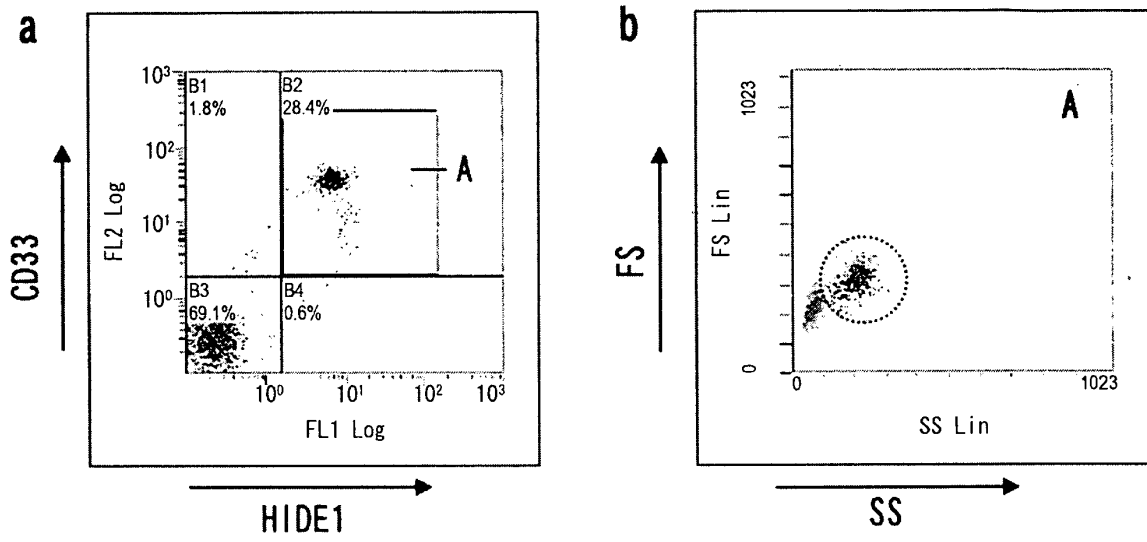 a
10³
10²
10¹
10⁰
B1
1.8%
B2
28.4%
A
B3
69.1%
B4
0.6%
10⁰ 10¹ 10² 10³
FL2 Log
FL1 Log
CD33
HIDE1
b
1023
0
A
FS Lin
FS
0 1023
SS Lin
SS